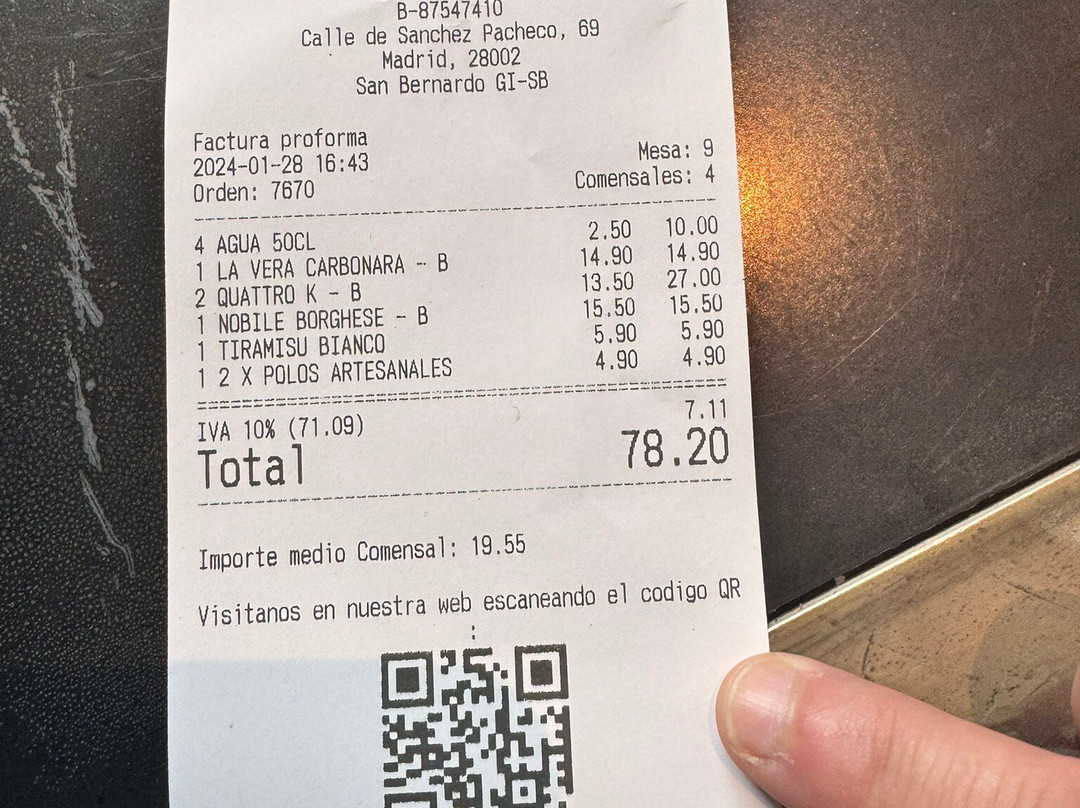 B-87547410
Calle de Sanchez Pacheco, 69
Madrid, 28002
San Bernardo GI-SB
Factura proforma
2024-01-28 16:43 Mesa: 9
Orden: 7670 Comensales: 4
4 AGUA 50CL 2.50 10.00
1 LA VERA CARBONARA - B 14.90 14.90
2 QUATTRO K - B 13.50 27.00
1 NOBILE BORGHESE - B 15.50 15.50
1 TIRAMISU BIANCO 5.90 5.90
1 2 X POLOS ARTESANALES 4.90 4.90
IVA 10% (71.09) 7.11
Total 78.20
Importe medio Comensal: 19.55
Visitanos en nuestra web escaneando el codigo QR
: